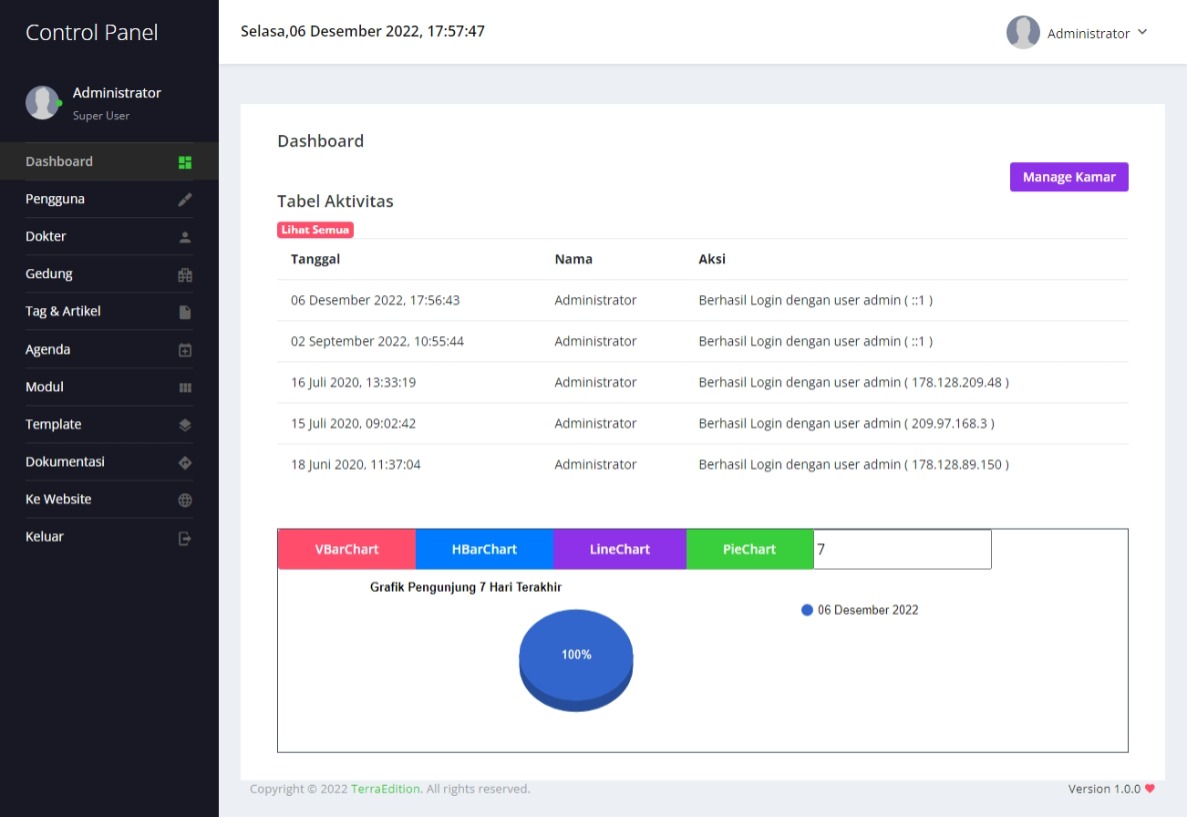 Control Panel
Selasa,06 Desember 2022, 17:57:47
Administrator
Administrator
Super User
Dashboard
Pengguna
Dokter
Gedung
Tag & Artikel
Agenda
Modul
Template
Dokumentasi
Ke Website
Keluar
Dashboard
Manage Kamar
Tabel Aktivitas
Lihat Semua
Tanggal Nama Aksi
06 Desember 2022, 17:56:43 Administrator Berhasil Login dengan user admin ( ::1 )
02 September 2022, 10:55:44 Administrator Berhasil Login dengan user admin ( ::1 )
16 Juli 2020, 13:33:19 Administrator Berhasil Login dengan user admin ( 178.128.209.48 )
15 Juli 2020, 09:02:42 Administrator Berhasil Login dengan user admin ( 209.97.168.3 )
18 Juni 2020, 11:37:04 Administrator Berhasil Login dengan user admin ( 178.128.89.150 )
VBarChart HBarChart LineChart PieChart 7
Grafik Pengunjung 7 Hari Terakhir
06 Desember 2022
100%
Copyright © 2022 TerraEdition. All rights reserved.
Version 1.0.0